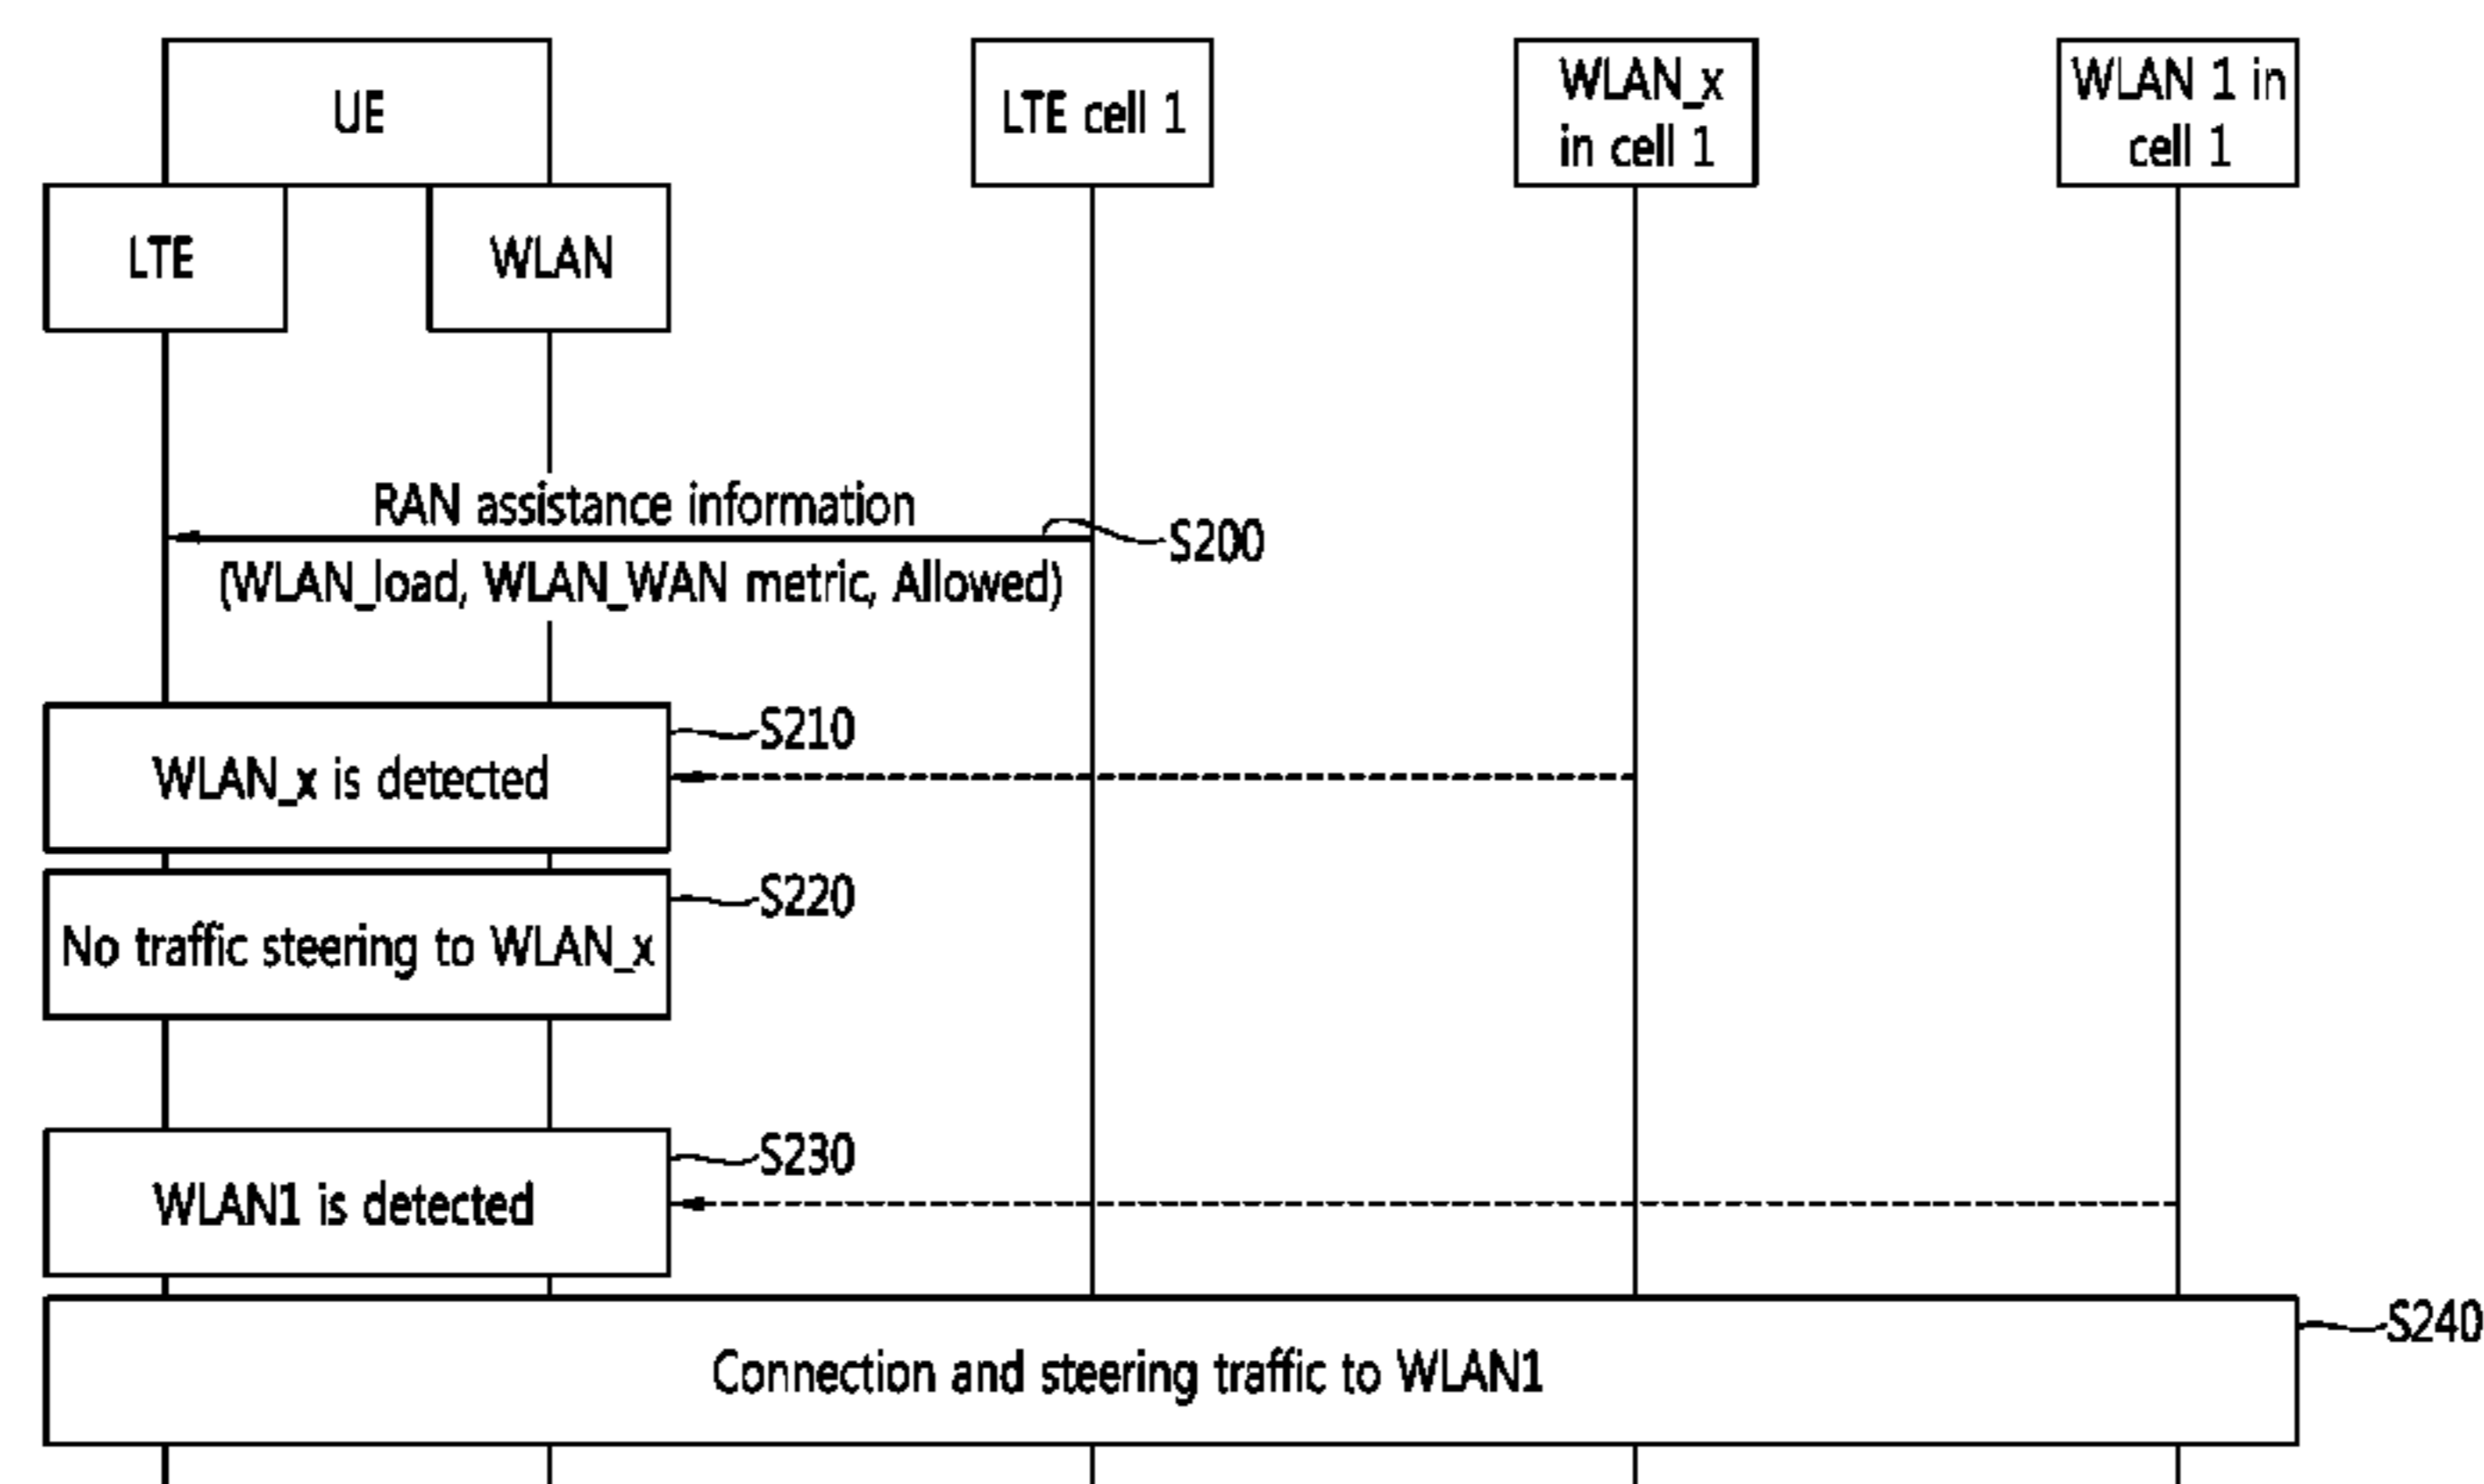 UE
LTE cell 1
WLAN_x
in cell 1
WLAN 1 in
cell 1
LTE
WLAN
RAN assistance information
S200
(WLAN_load, WLAN_WAN metric, Allowed)
S210
WLAN_x is detected
S220
No traffic steering to WLAN_x
S230
WLAN1 is detected
S240
Connection and steering traffic to WLAN1